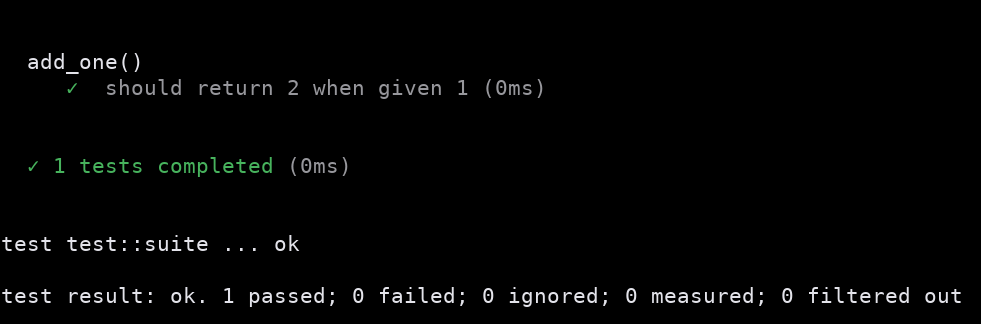 add_one()
✓ should return 2 when given 1 (0ms)
✓ 1 tests completed (0ms)
test test::suite ... ok
test result: ok. 1 passed; 0 failed; 0 ignored; 0 measured; 0 filtered out